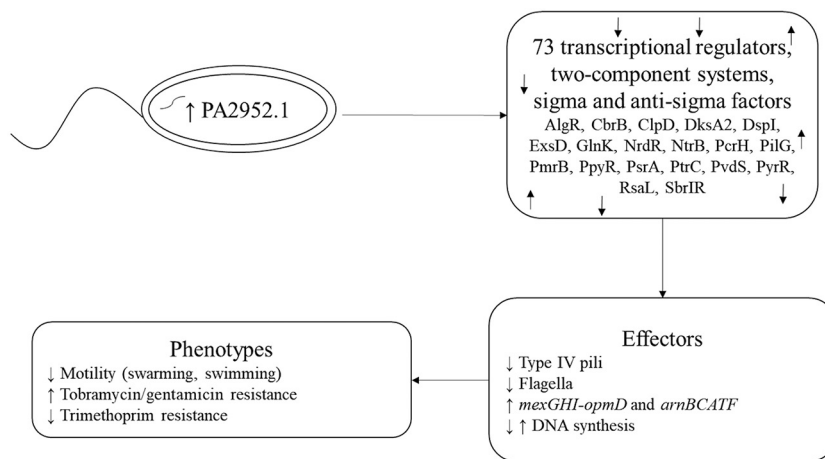 ↑ PA2952.1
73 transcriptional regulators,
two-component systems,
sigma and anti-sigma factors
AlgR, CbrB, ClpD, DksA2, DspI,
ExsD, GlnK, NrdR, NtrB, PcrH, PilG,
PmrB, PpyR, PsrA, PtrC, PvdS, PyrR,
RsaL, SbrIR
Effectors
↓ Type IV pili
↓ Flagella
↑ mexGHI-opmD and arnBCATF
↓ ↑ DNA synthesis
Phenotypes
↓ Motility (swarming, swimming)
↑ Tobramycin/gentamicin resistance
↓ Trimethoprim resistance